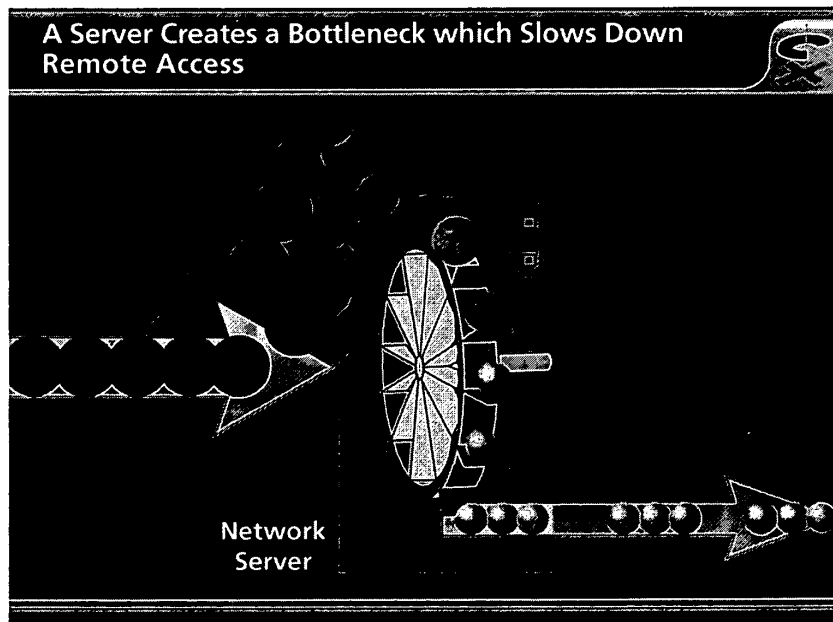 A Server Creates a Bottleneck which Slows Down
Remote Access
Network
Server